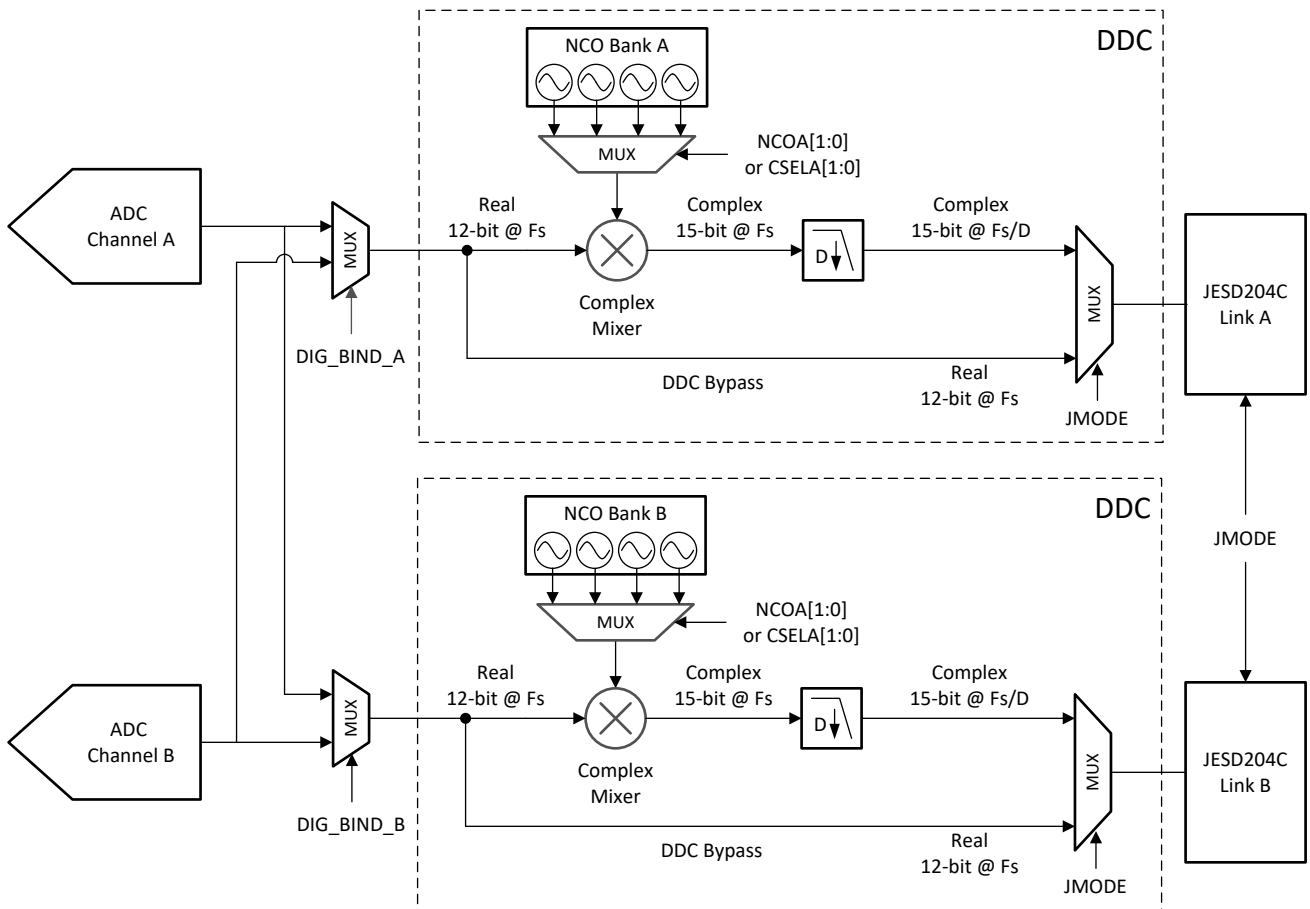 DDC
NCO Bank A
MUX
NCOA[1:0]
or CSELA[1:0]
ADC
Channel A
MUX
DIG_BIND_A
Real
12-bit @ Fs
Complex
Mixer
Complex
15-bit @ Fs
D
Complex
15-bit @ Fs/D
MUX
JESD204C
Link A
DDC Bypass
Real
12-bit @ Fs
JMODE
DDC
NCO Bank B
MUX
NCOA[1:0]
or CSELA[1:0]
JMODE
ADC
Channel B
MUX
DIG_BIND_B
Real
12-bit @ Fs
Complex
Mixer
Complex
15-bit @ Fs
D
Complex
15-bit @ Fs/D
MUX
JESD204C
Link B
DDC Bypass
Real
12-bit @ Fs
JMODE